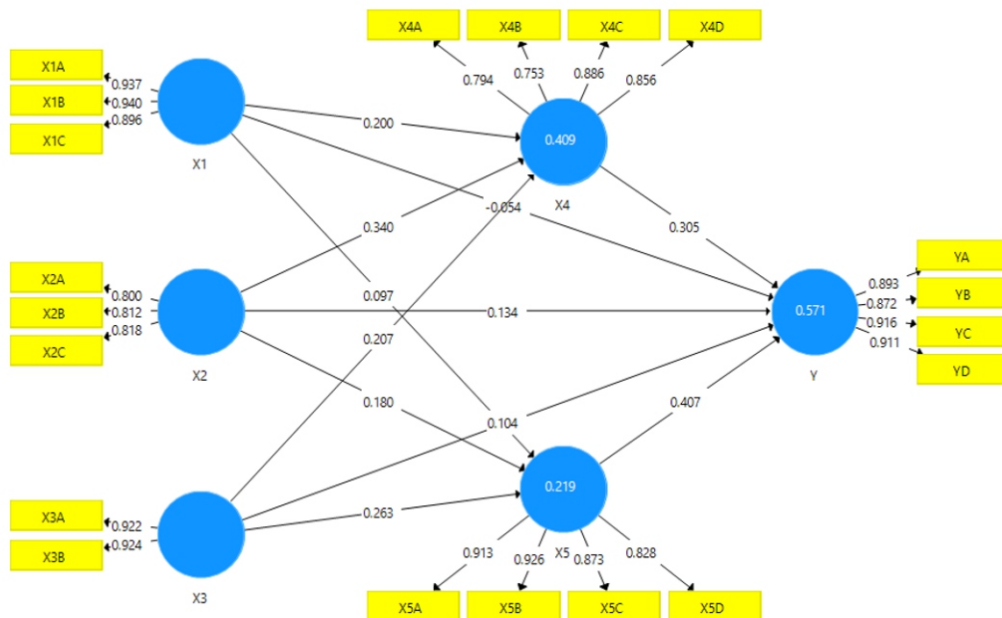 X4A X4B X4C X4D
X1A
X1B
X1C
0.937
0.940
0.896
X1
0.794
0.753
0.886
0.856
0.409
X4
0.200
-0.054
0.340
0.305
X2A
X2B
X2C
0.800
0.812
0.818
X2
0.097
0.134
0.207
0.180
0.571
Y
0.893
0.872
0.916
0.911
YA
YB
YC
YD
0.104
0.407
X3A
X3B
0.922
0.924
X3
0.263
0.219
X5
0.913
0.926
0.873
0.828
X5A X5B X5C X5D